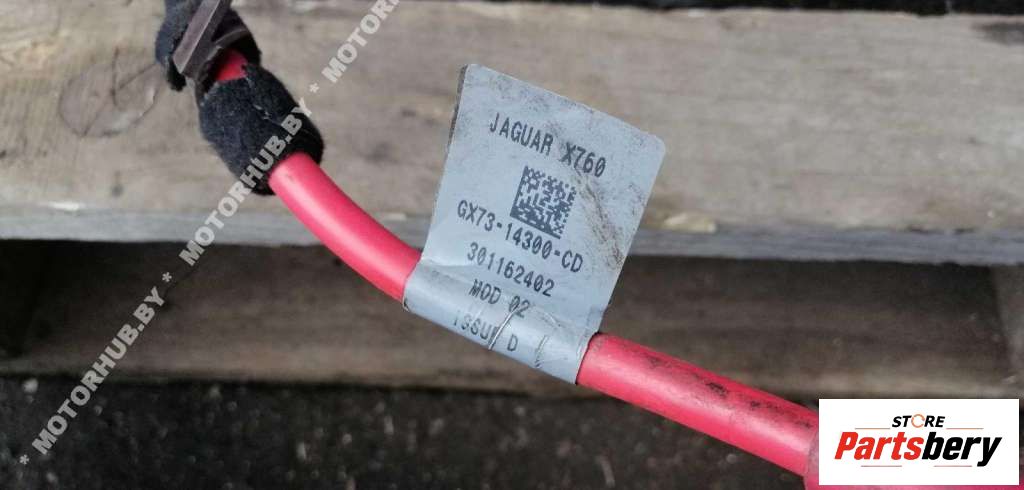 JAGUAR X760
GX73-14300-CD
301162402
MOD 02
ISSUE D
* MOTORHUB.BY * MOTORHUB.BY * MOTORHUB.BY *
STORE
Partsbery